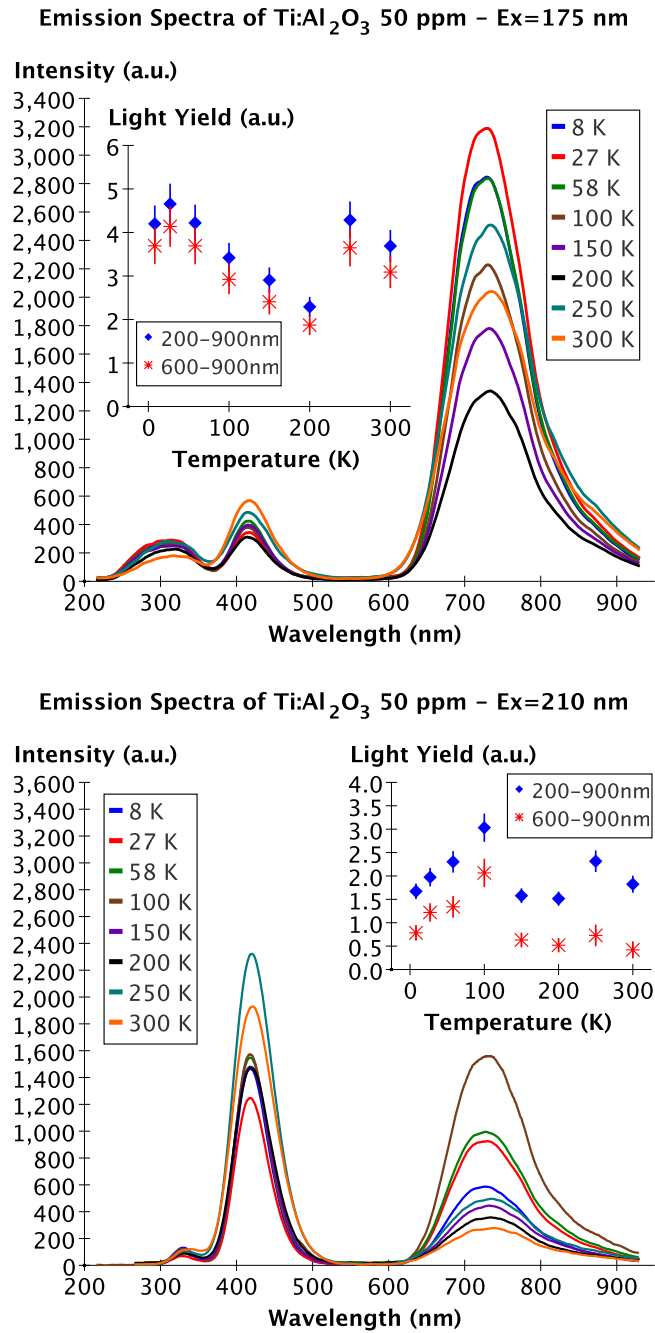 Emission Spectra of Ti:Al₂O₃ 50 ppm – Ex=175 nm
Intensity (a.u.)
3,400
3,200
3,000
2,800
2,600
2,400
2,200
2,000
1,800
1,600
1,400
1,200
1,000
800
600
400
200
0
200 300 400 500 600 700 800 900
Wavelength (nm)
Light Yield (a.u.)
6
5
4
3
2
1
0
200–900nm
600–900nm
0 100 200 300
Temperature (K)
8 K
27 K
58 K
100 K
150 K
200 K
250 K
300 K
Emission Spectra of Ti:Al₂O₃ 50 ppm – Ex=210 nm
Intensity (a.u.)
3,600
3,400
3,200
3,000
2,800
2,600
2,400
2,200
2,000
1,800
1,600
1,400
1,200
1,000
800
600
400
200
0
8 K
27 K
58 K
100 K
150 K
200 K
250 K
300 K
200 300 400 500 600 700 800 900
Wavelength (nm)
Light Yield (a.u.)
4.0
3.5
3.0
2.5
2.0
1.5
1.0
0.5
0.0
200–900nm
600–900nm
0 100 200 300
Temperature (K)